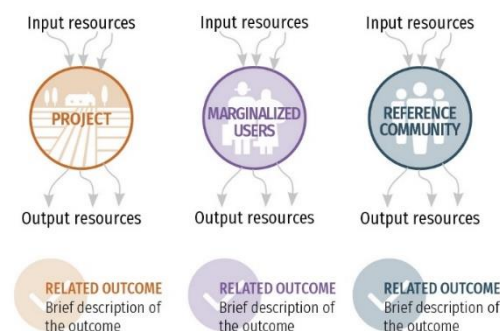 Input resources
Input resources
Input resources
PROJECT
MARGINALIZED
USERS
REFERENCE
COMMUNITY
Output resources
Output resources
Output resources
RELATED OUTCOME
Brief description of
the outcome
RELATED OUTCOME
Brief description of
the outcome
RELATED OUTCOME
Brief description of
the outcome